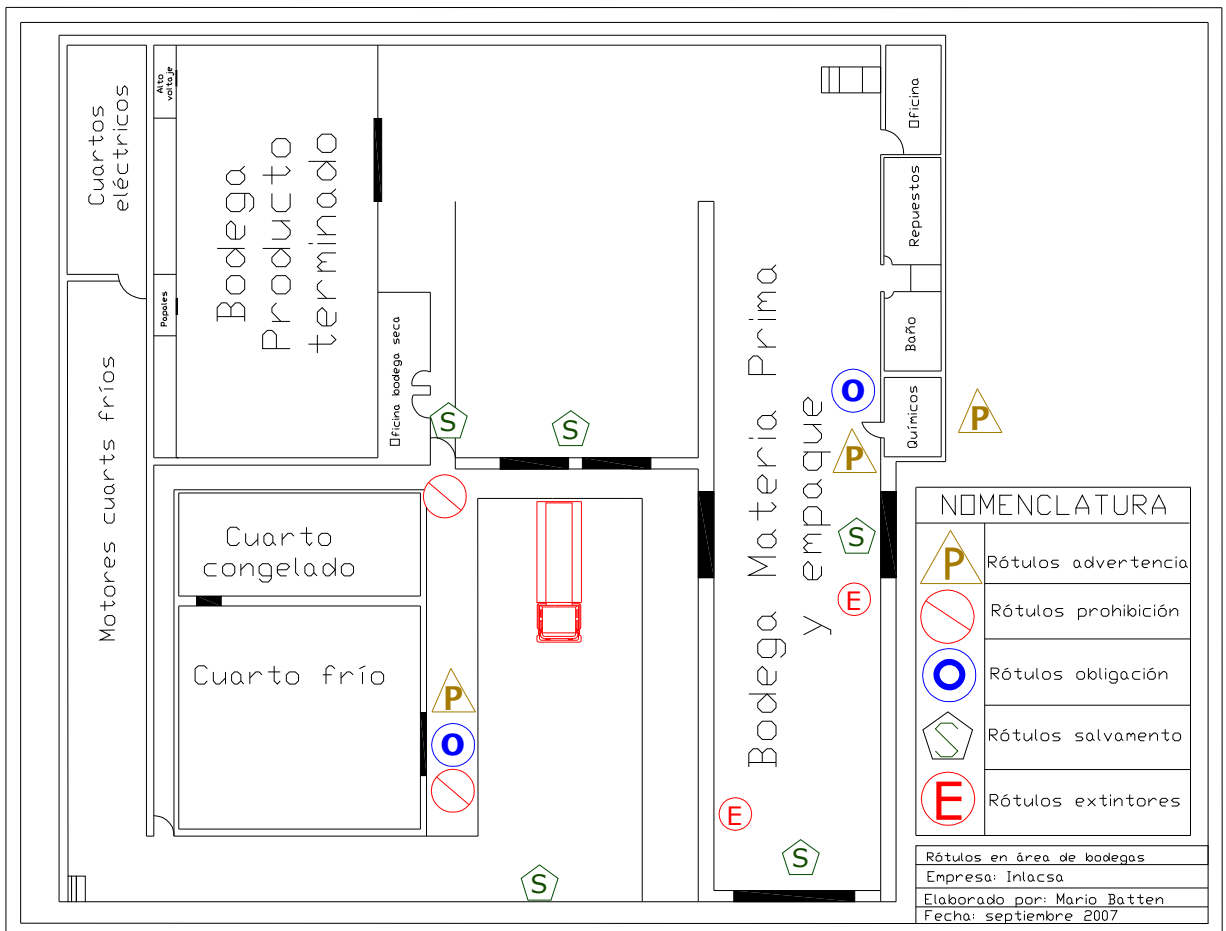 Cuartos
eléctricos
Alto
voltaje
Bodega
Producto
terminado
Papales
Motores cuarts fríos
Oficina bodega seca
Cuarto
congelado
Cuarto frío
Bodega Materia Prima
y empaque
Oficina
Repuestos
Baño
Químicos
S
S
O
P
P
S
E
P
O
E
S
S
NOMENCLATURA
P Rótulos advertencia
Rótulos prohibición
O Rótulos obligación
S Rótulos salvamento
E Rótulos extintores
Rótulos en área de bodegas
Empresa: Inlacsa
Elaborado por: Mario Batten
Fecha: septiembre 2007